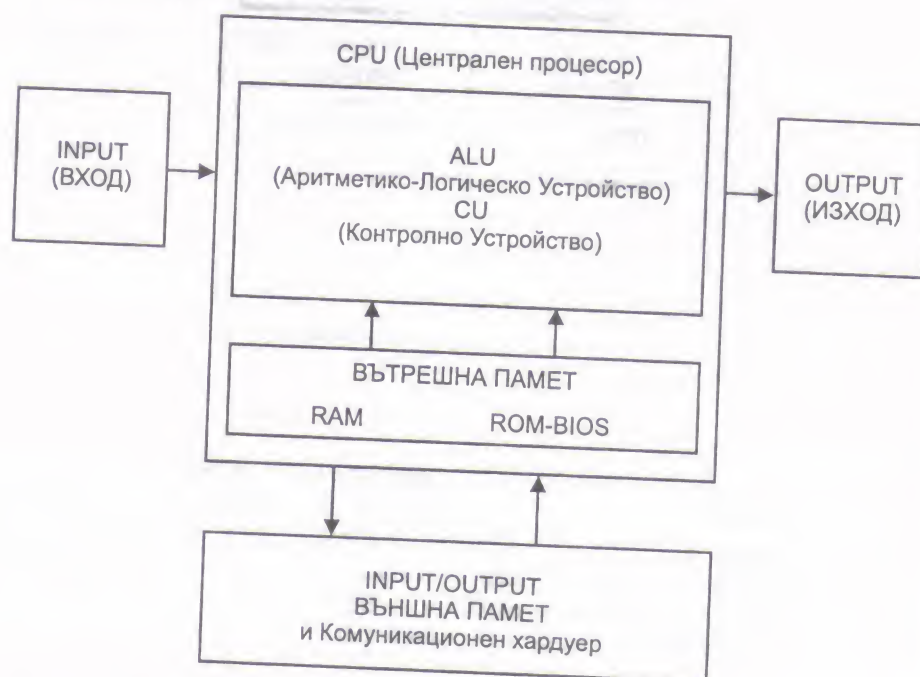 CPU (Централен процесор)
INPUT
(ВХОД)
ALU
(Аритметико-Логическо Устройство)
CU
(Контролно Устройство)
OUTPUT
(ИЗХОД)
ВЪТРЕШНА ПАМЕТ
RAM ROM-BIOS
INPUT/OUTPUT
ВЪНШНА ПАМЕТ
и Комуникационен хардуер